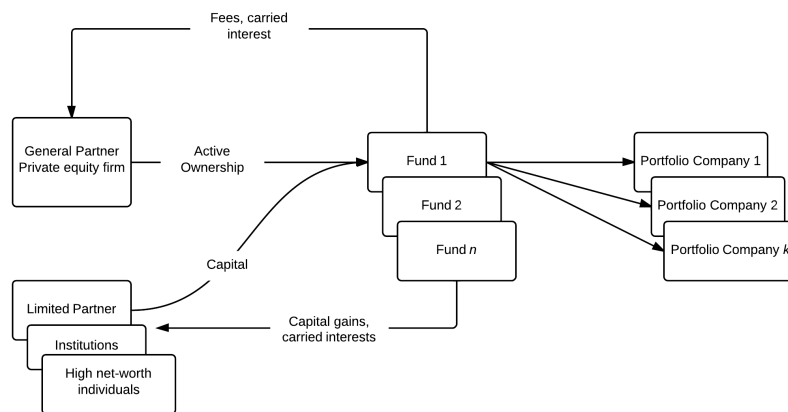 Fees, carried
interest
General Partner
Private equity firm
Active
Ownership
Fund 1
Fund 2
Fund n
Portfolio Company 1
Portfolio Company 2
Portfolio Company k
Capital
Limited Partner
Institutions
High net-worth
individuals
Capital gains,
carried interests